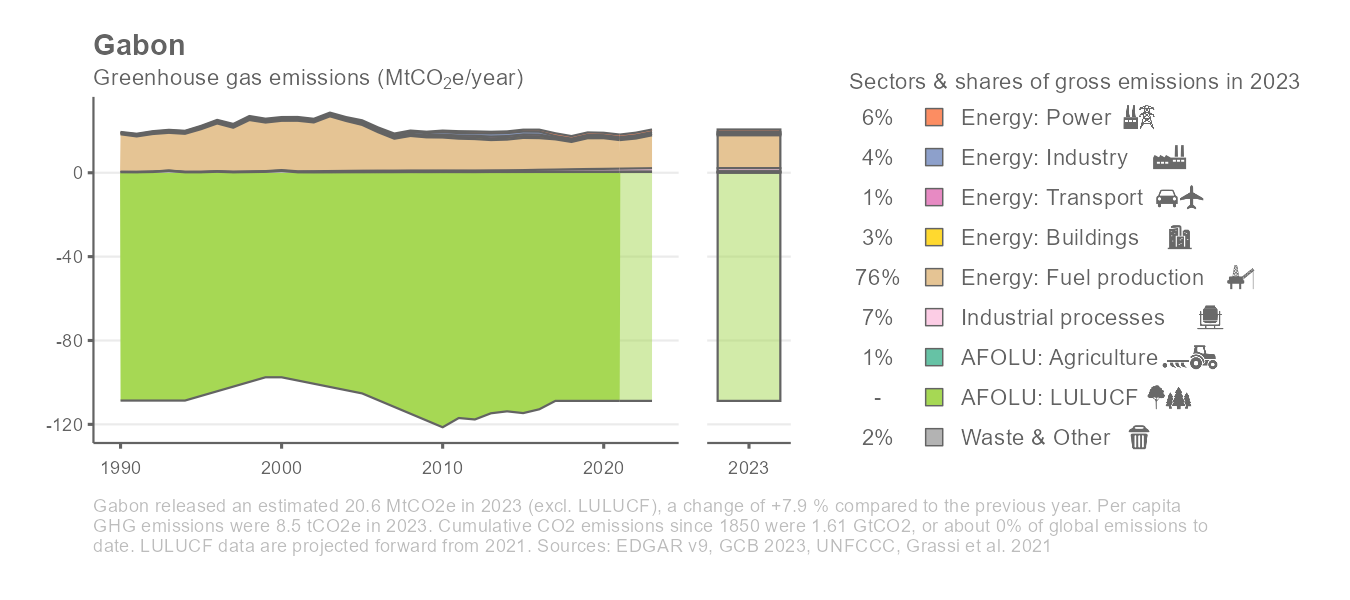 Gabon
Greenhouse gas emissions (MtCO₂e/year)
0
-40
-80
-120
1990 2000 2010 2020 2023
Sectors & shares of gross emissions in 2023
6% Energy: Power
4% Energy: Industry
1% Energy: Transport
3% Energy: Buildings
76% Energy: Fuel production
7% Industrial processes
1% AFOLU: Agriculture
- AFOLU: LULUCF
2% Waste & Other
Gabon released an estimated 20.6 MtCO2e in 2023 (excl. LULUCF), a change of +7.9 % compared to the previous year. Per capita
GHG emissions were 8.5 tCO2e in 2023. Cumulative CO2 emissions since 1850 were 1.61 GtCO2, or about 0% of global emissions to
date. LULUCF data are projected forward from 2021. Sources: EDGAR v9, GCB 2023, UNFCCC, Grassi et al. 2021